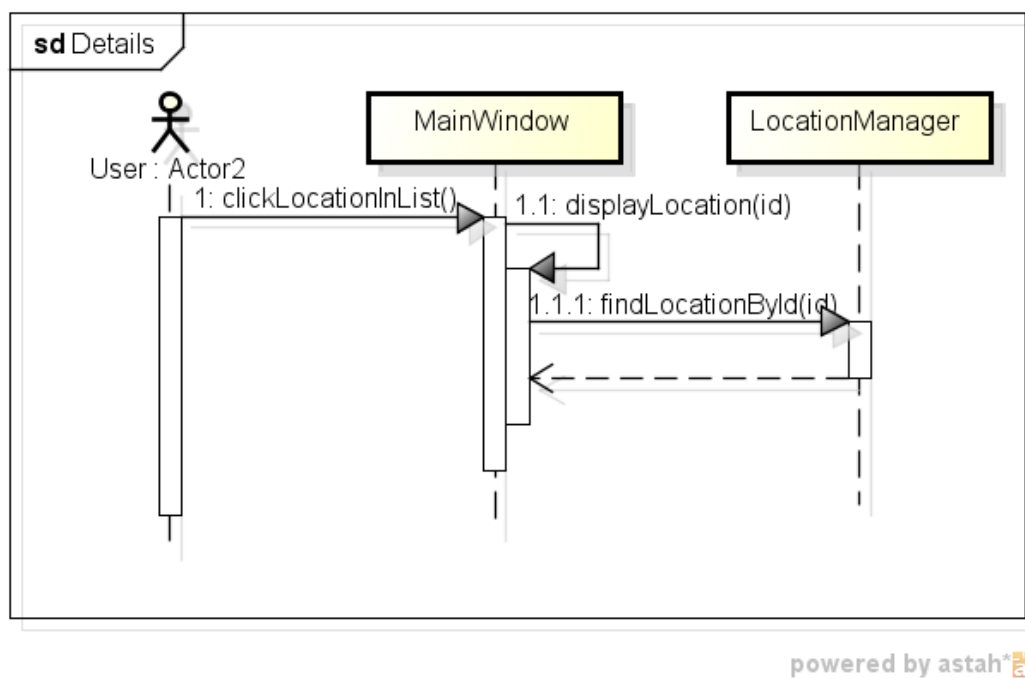 sd Details
MainWindow
LocationManager
User : Actor2
1: clickLocationInList()
1.1: displayLocation(id)
1.1.1: findLocationById(id)
powered by astah*